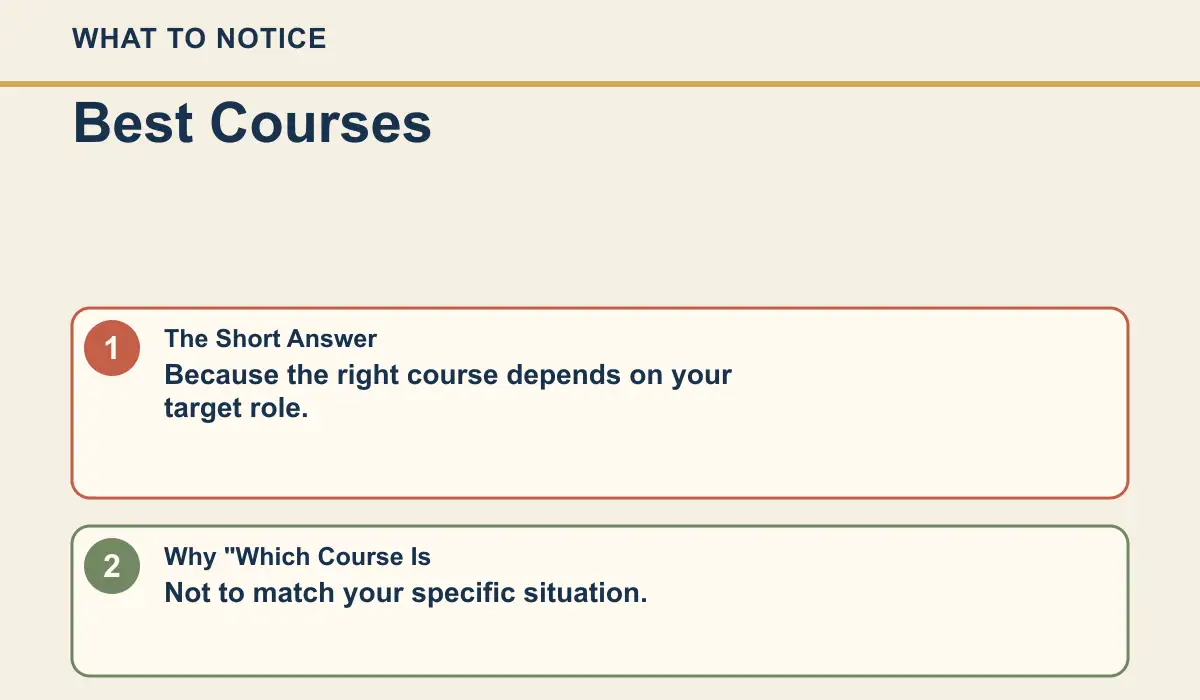 WHAT TO NOTICE
Best Courses
1
The Short Answer
Because the right course depends on your
target role.
2
Why "Which Course Is
Not to match your specific situation.